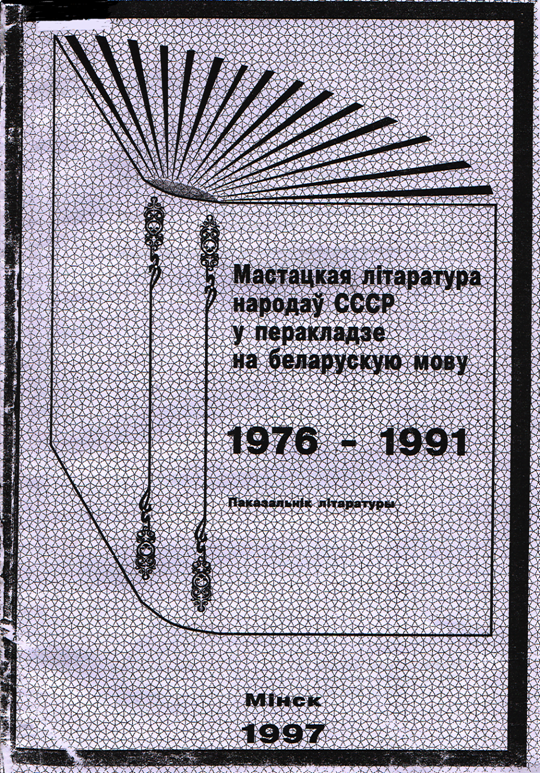 Мастацкая літаратура
народаў СССР
у перакладзе
на беларускую мову
1976 - 1991
Паказальнік літаратуры
Мінск
1997